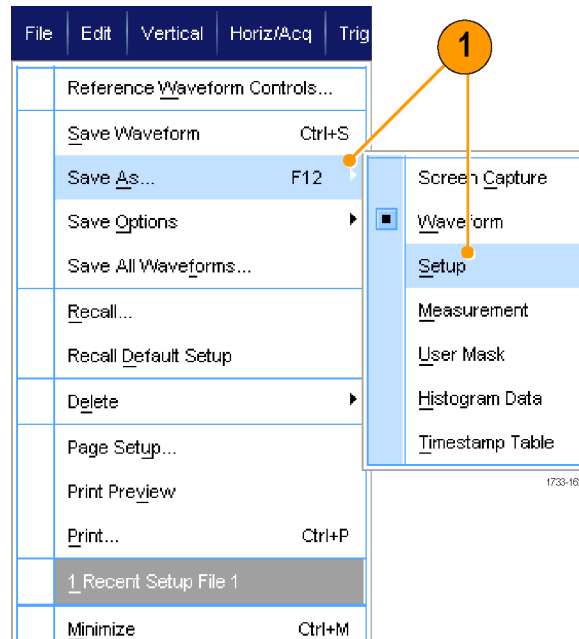 File Edit Vertical Horiz/Acq Trig
1
Reference Waveform Controls...
Save Waveform Ctrl+S
Save As... F12
Save Options
Save All Waveforms...
Recall...
Recall Default Setup
Delete
Page Setup...
Print Preview
Print... Ctrl+P
1 Recent Setup File 1
Minimize Ctrl+M
Screen Capture
Waveform
Setup
Measurement
User Mask
Histogram Data
Timestamp Table